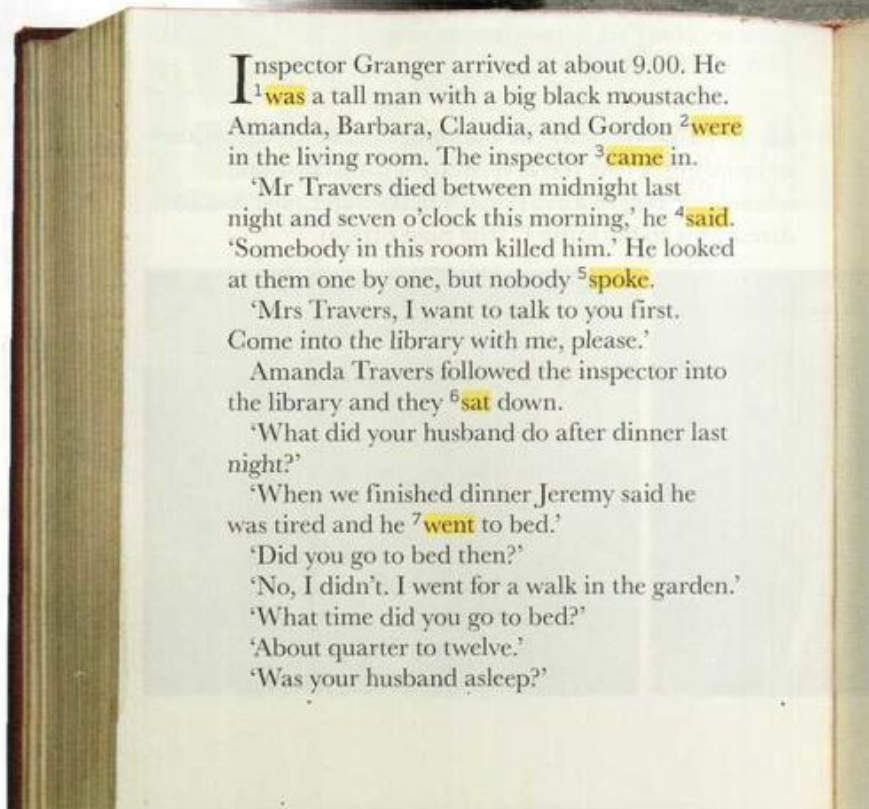 Inspector Granger arrived at about 9.00. He
¹was a tall man with a big black moustache.
Amanda, Barbara, Claudia, and Gordon ²were
in the living room. The inspector ³came in.
‘Mr Travers died between midnight last
night and seven o’clock this morning,’ he ⁴said.
‘Somebody in this room killed him.’ He looked
at them one by one, but nobody ⁵spoke.
‘Mrs Travers, I want to talk to you first.
Come into the library with me, please.’
Amanda Travers followed the inspector into
the library and they ⁶sat down.
‘What did your husband do after dinner last
night?’
‘When we finished dinner Jeremy said he
was tired and he ⁷went to bed.’
‘Did you go to bed then?’
‘No, I didn’t. I went for a walk in the garden.’
‘What time did you go to bed?’
‘About quarter to twelve.’
‘Was your husband asleep?’